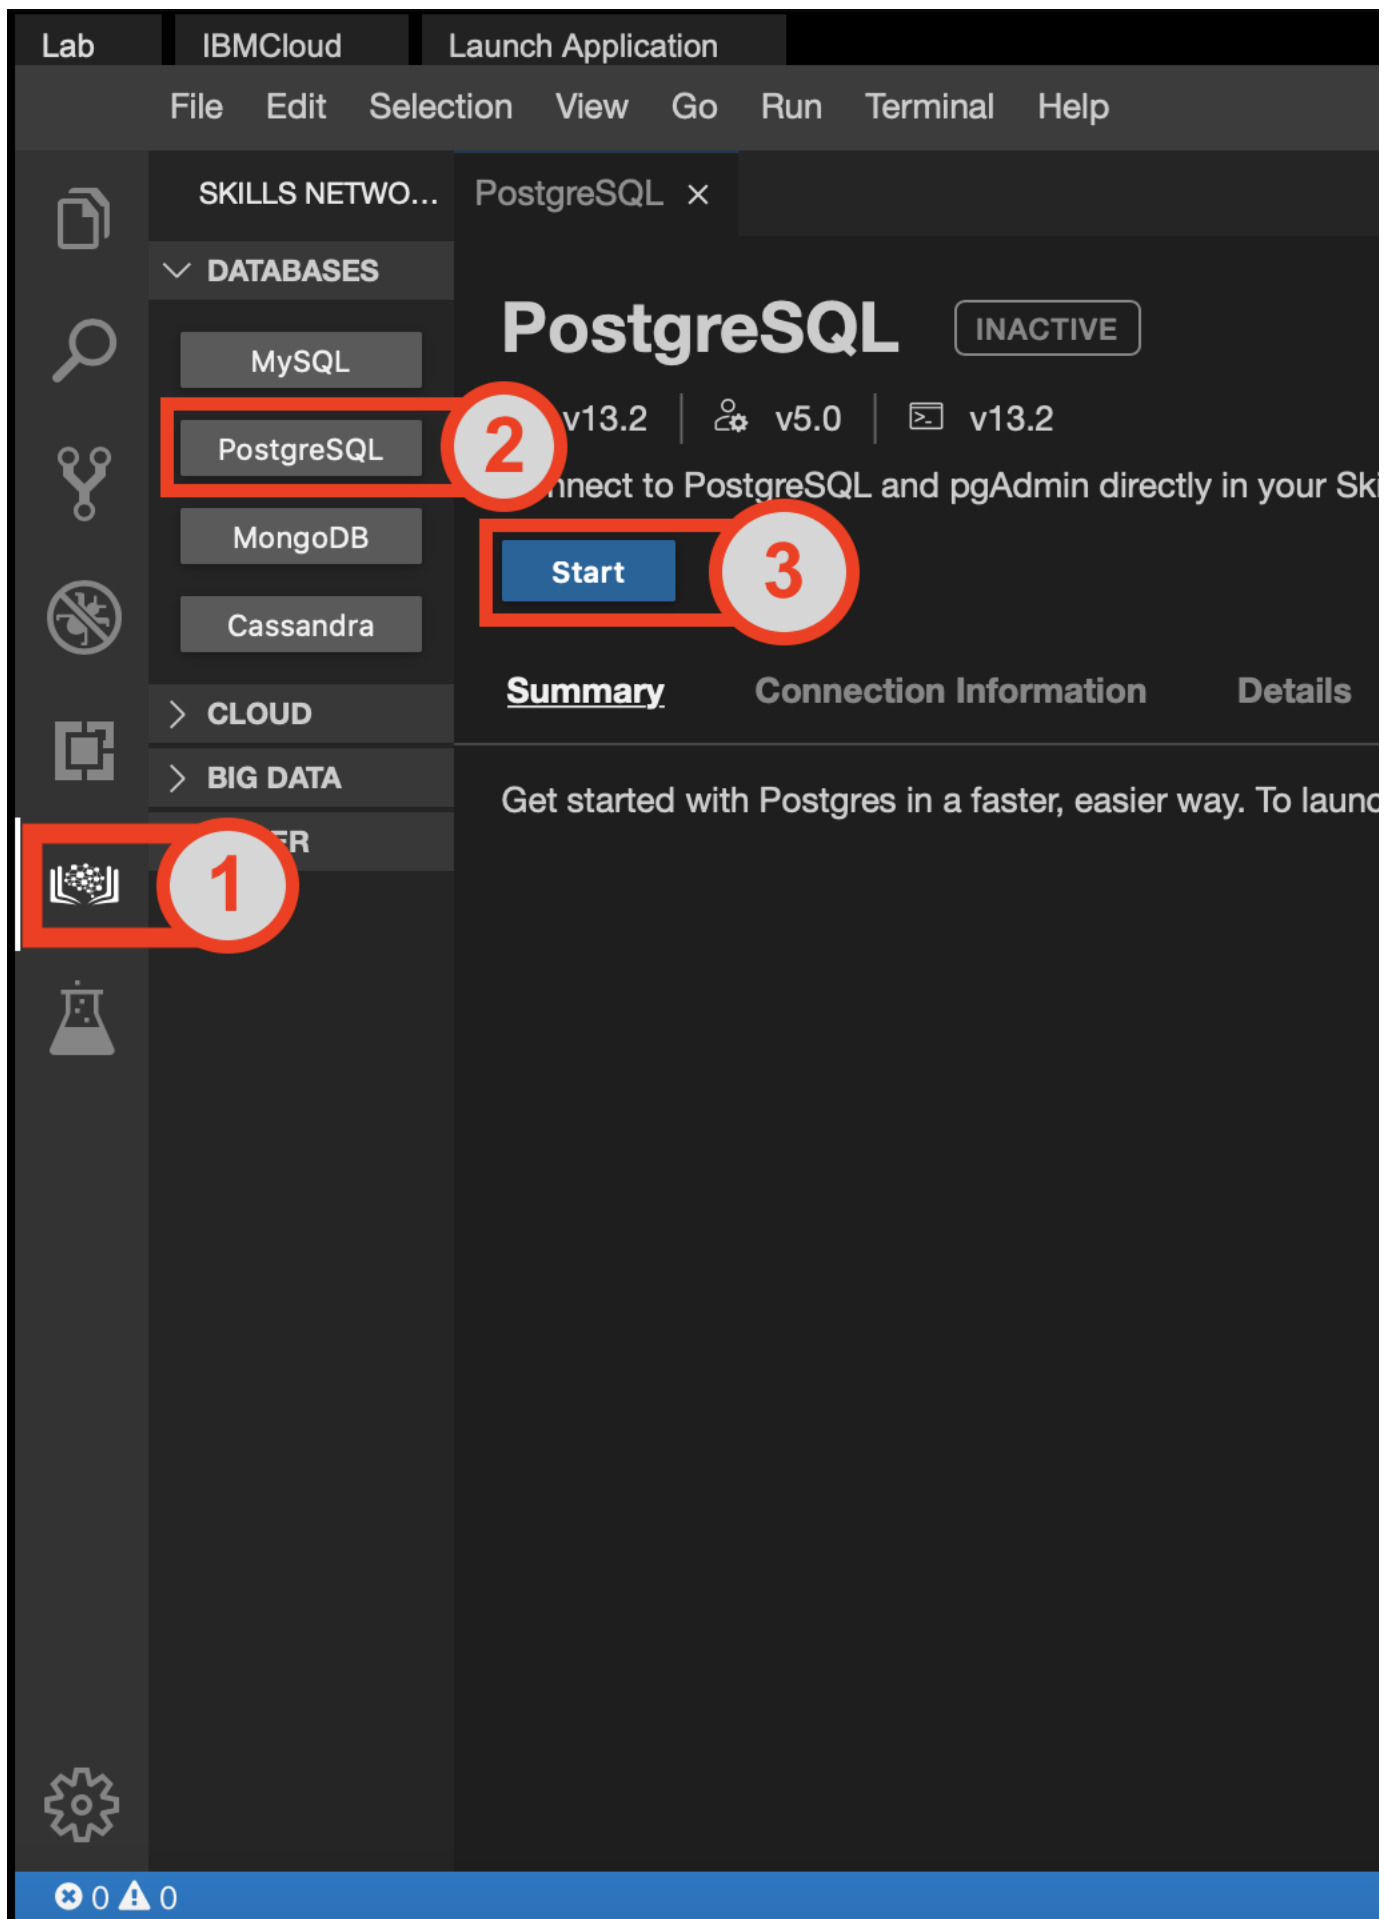 Lab IBMCloud Launch Application
File Edit Selection View Go Run Terminal Help
SKILLS NETWO... PostgreSQL ×
DATABASES
PostgreSQL INACTIVE
MySQL
v13.2 v5.0 v13.2
PostgreSQL 2
nnect to PostgreSQL and pgAdmin directly in your Ski
MongoDB
Start 3
Cassandra
Summary Connection Information Details
CLOUD
BIG DATA
Get started with Postgres in a faster, easier way. To launc
ER
1
0 0